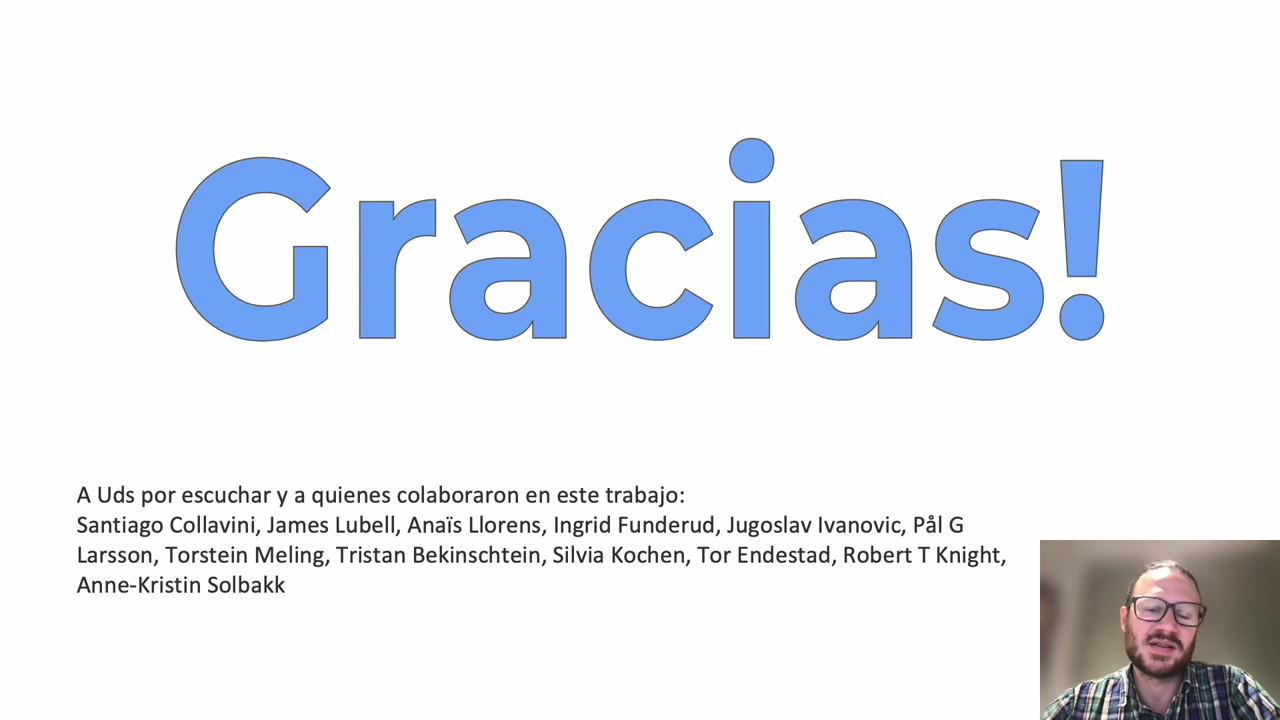 Gracias!
A Uds por escuchar y a quienes colaboraron en este trabajo:
Santiago Collavini, James Lubell, Anaïs Llorens, Ingrid Funderud, Jugoslav Ivanovic, Pål G
Larsson, Torstein Meling, Tristan Bekinschtein, Silvia Kochen, Tor Endestad, Robert T Knight,
Anne-Kristin Solbakk